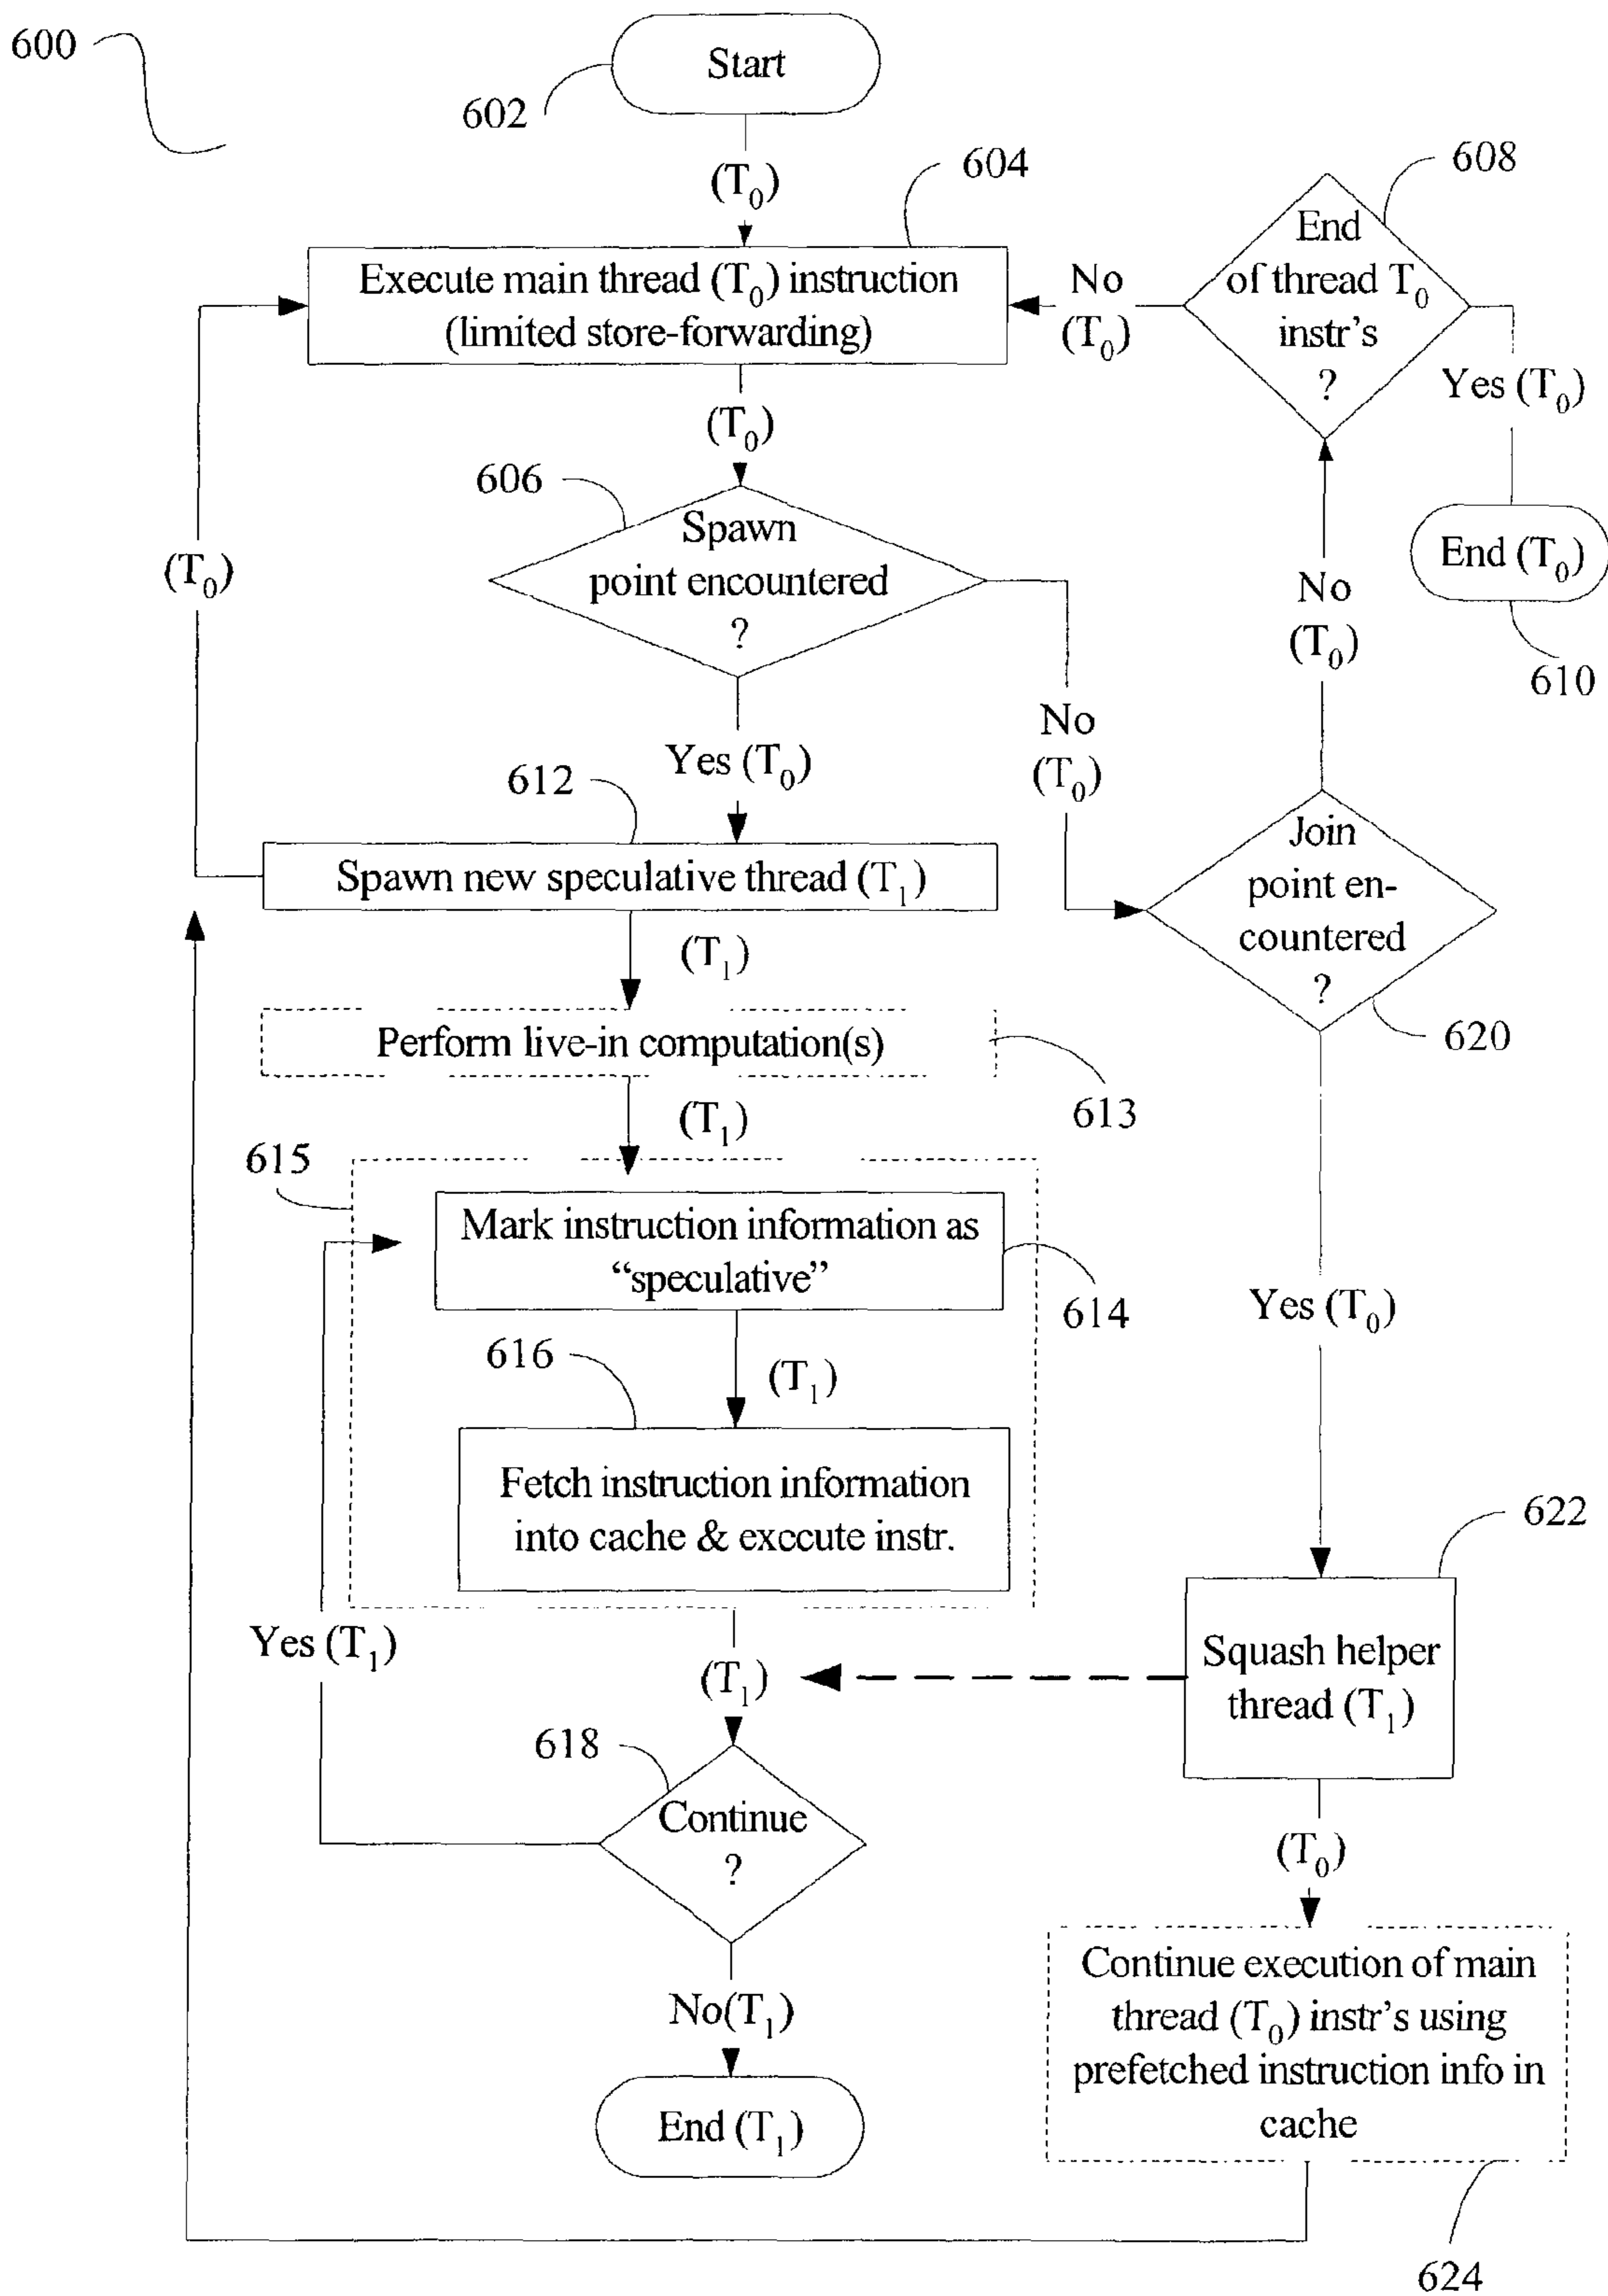 600
Start
602
(T0)
604
608
Execute main thread (T0) instruction
(limited store-forwarding)
No
(T0)
End
of thread T0
instr's
?
Yes (T0)
(T0)
606
Spawn
point encountered
?
(T0)
End (T0)
610
No
(T0)
No
(T0)
Yes (T0)
612
Spawn new speculative thread (T1)
Join
point en-
countered
?
620
(T1)
Perform live-in computation(s)
613
(T1)
615
Mark instruction information as
“speculative”
614
Yes (T0)
616
(T1)
Fetch instruction information
into cache & execute instr.
622
Squash helper
thread (T1)
Yes (T1)
(T1)
618
Continue
?
(T0)
No(T1)
End (T1)
Continue execution of main
thread (T0) instr’s using
prefetched instruction info in
cache
624